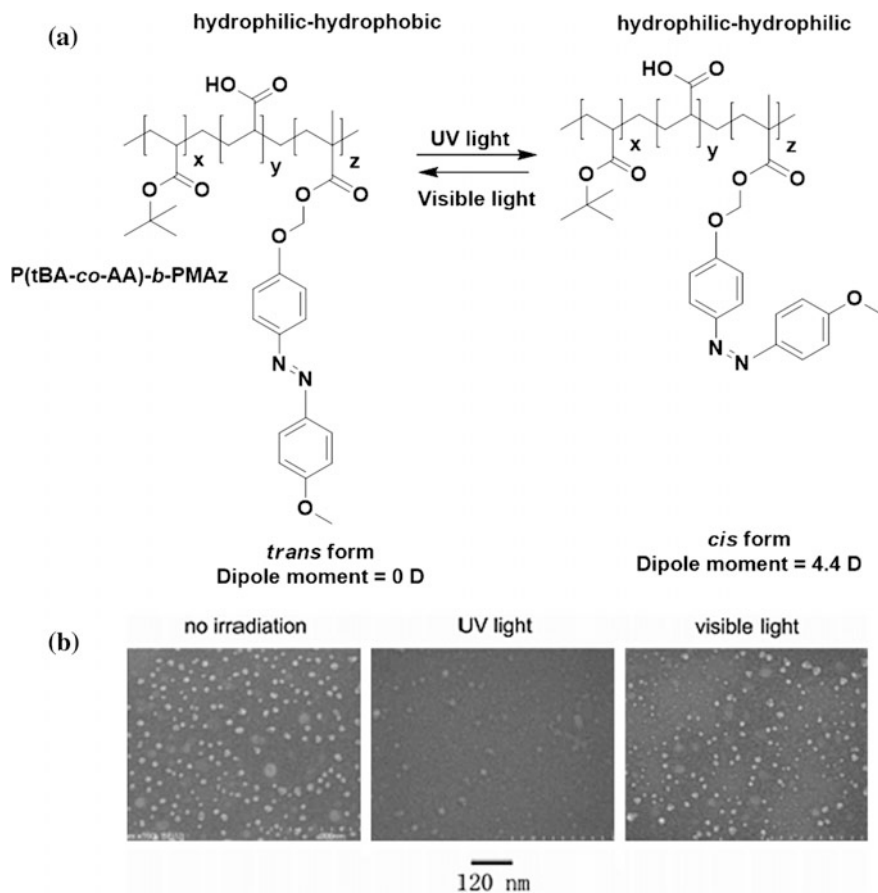 (a)
hydrophilic-hydrophobic
hydrophilic-hydrophilic
HO
O
x
y
z
O
O
O
O
O
N
N
O
P(tBA-co-AA)-b-PMAz
trans form
Dipole moment = 0 D
UV light
Visible light
HO
O
x
y
z
O
O
O
O
O
N
N
O
cis form
Dipole moment = 4.4 D
(b)
no irradiation
UV light
visible light
120 nm